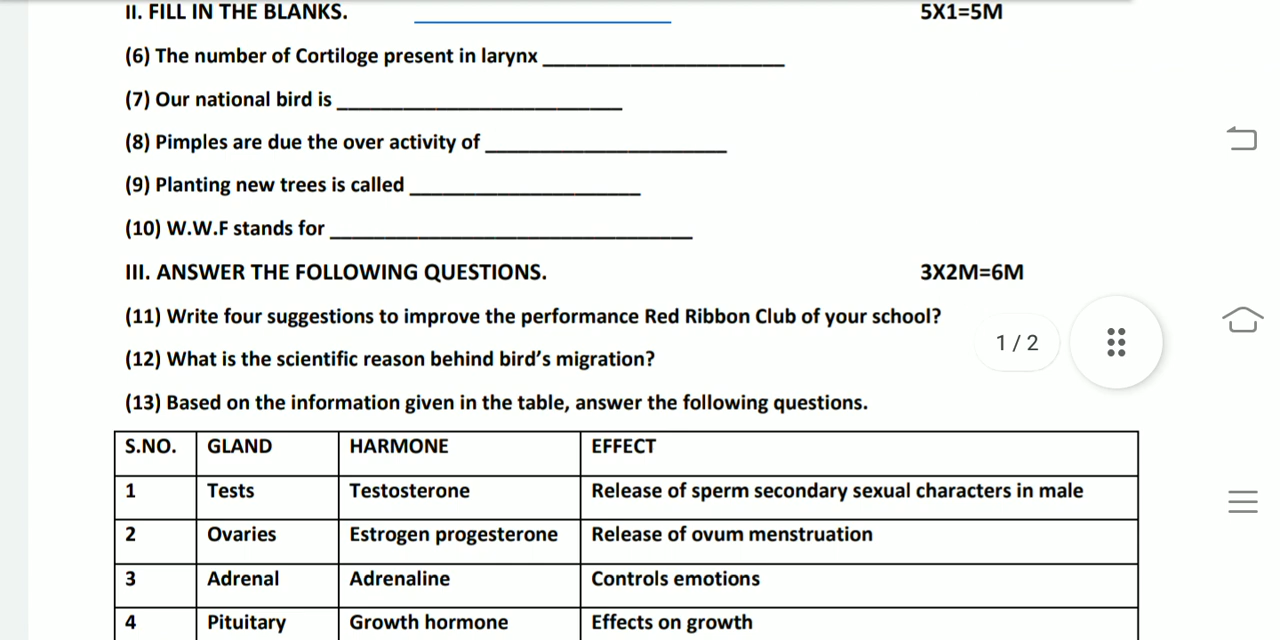 II. FILL IN THE BLANKS. 5X1=5M
(6) The number of Cortiloge present in larynx ______________________
(7) Our national bird is __________________________
(8) Pimples are due the over activity of ______________________
(9) Planting new trees is called _____________________
(10) W.W.F stands for _________________________________
III. ANSWER THE FOLLOWING QUESTIONS. 3X2M=6M
(11) Write four suggestions to improve the performance Red Ribbon Club of your school?
1 / 2
(12) What is the scientific reason behind bird’s migration?
(13) Based on the information given in the table, answer the following questions.
S.NO. GLAND HARMONE EFFECT
1 Tests Testosterone Release of sperm secondary sexual characters in male
2 Ovaries Estrogen progesterone Release of ovum menstruation
3 Adrenal Adrenaline Controls emotions
4 Pituitary Growth hormone Effects on growth